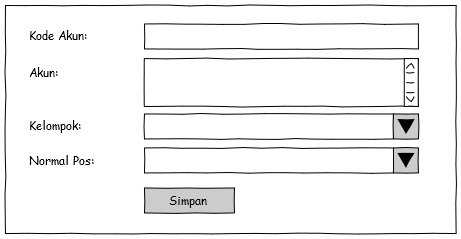 Kode Akun:
Akun:
Kelompok:
Normal Pos:
Simpan